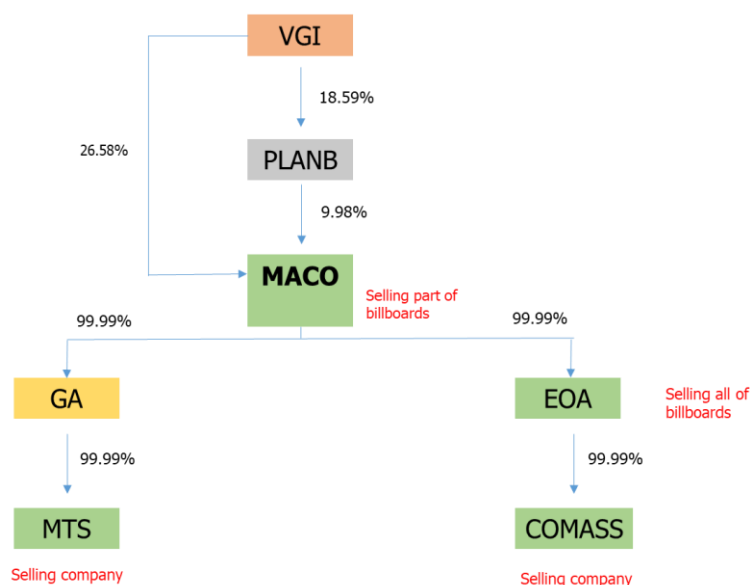 VGI
18.59%
26.58%
PLANB
9.98%
MACO
Selling part of
billboards
99.99%
99.99%
GA
EOA
Selling all of
billboards
99.99%
99.99%
MTS
COMASS
Selling company
Selling company